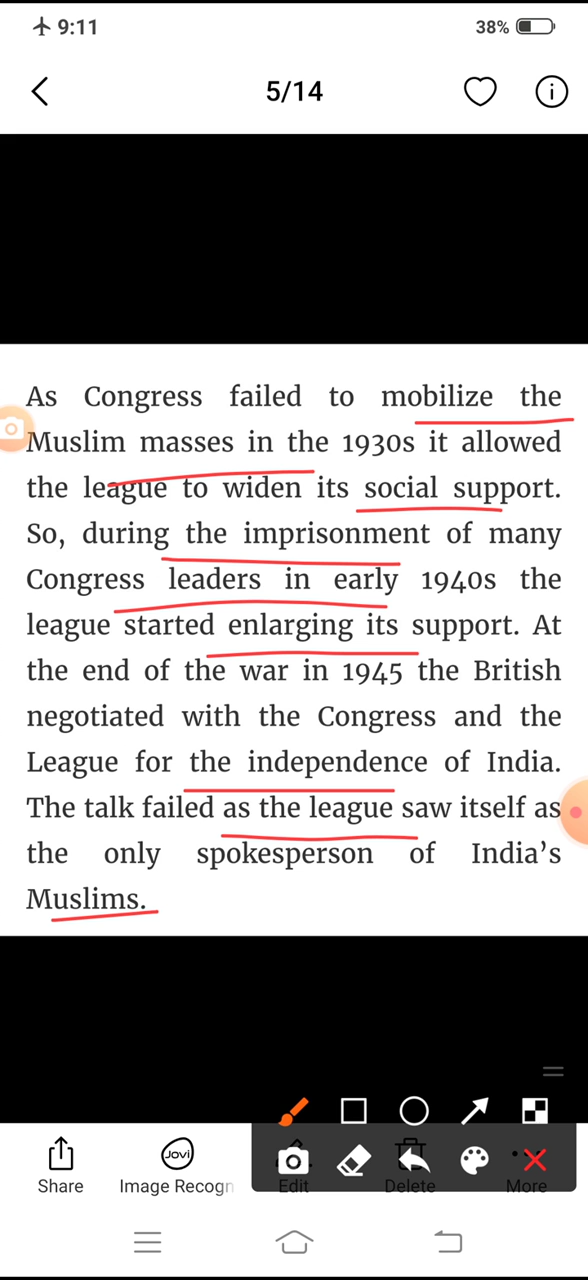 9:11
38%
5/14
As Congress failed to mobilize the
Muslim masses in the 1930s it allowed
the league to widen its social support.
So, during the imprisonment of many
Congress leaders in early 1940s the
league started enlarging its support. At
the end of the war in 1945 the British
negotiated with the Congress and the
League for the independence of India.
The talk failed as the league saw itself as
the only spokesperson of India's
Muslims.
Jovi
Share
Image Recogn
Edit
Delete
More